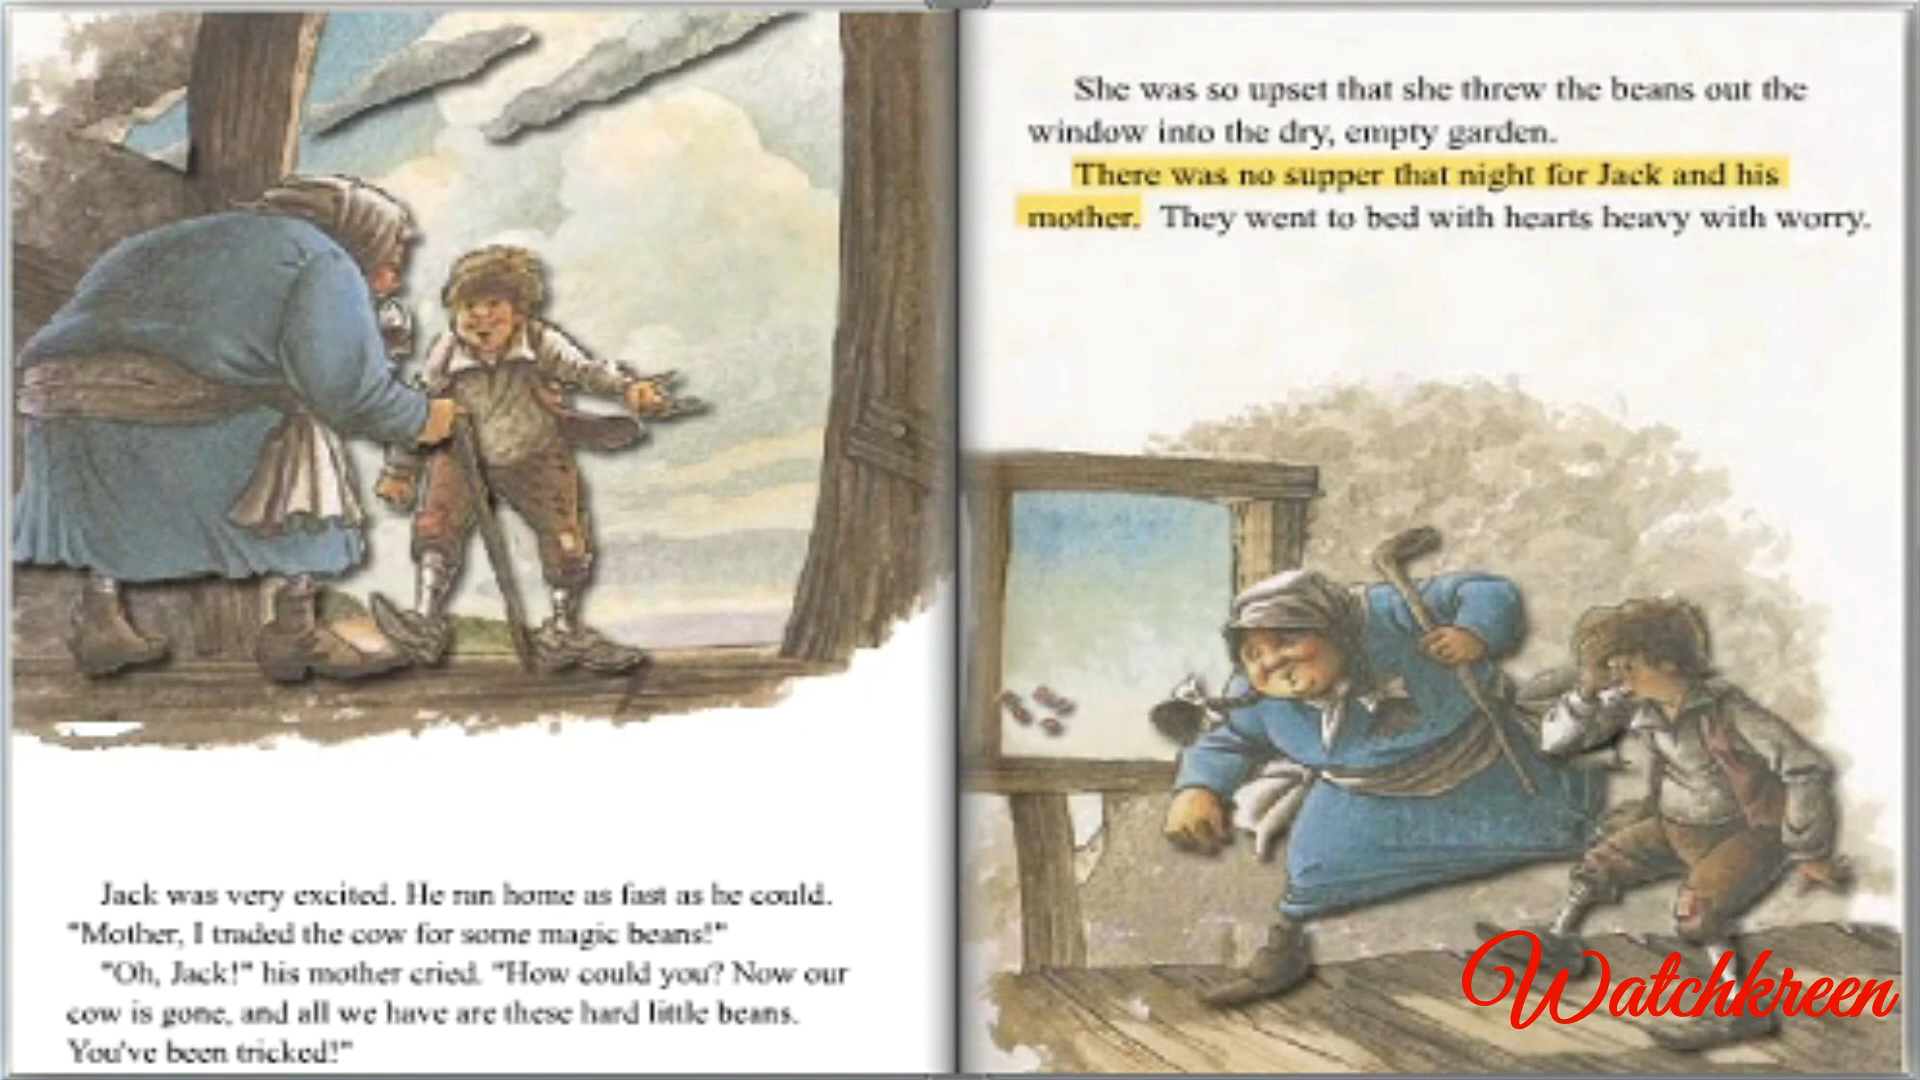 Jack was very excited. He ran home as fast as he could.
"Mother, I traded the cow for some magic beans!"
"Oh, Jack!" his mother cried. "How could you? Now our
cow is gone, and all we have are these hard little beans.
You've been tricked!"
She was so upset that she threw the beans out the
window into the dry, empty garden.
There was no supper that night for Jack and his
mother. They went to bed with hearts heavy with worry.
Watchkreen